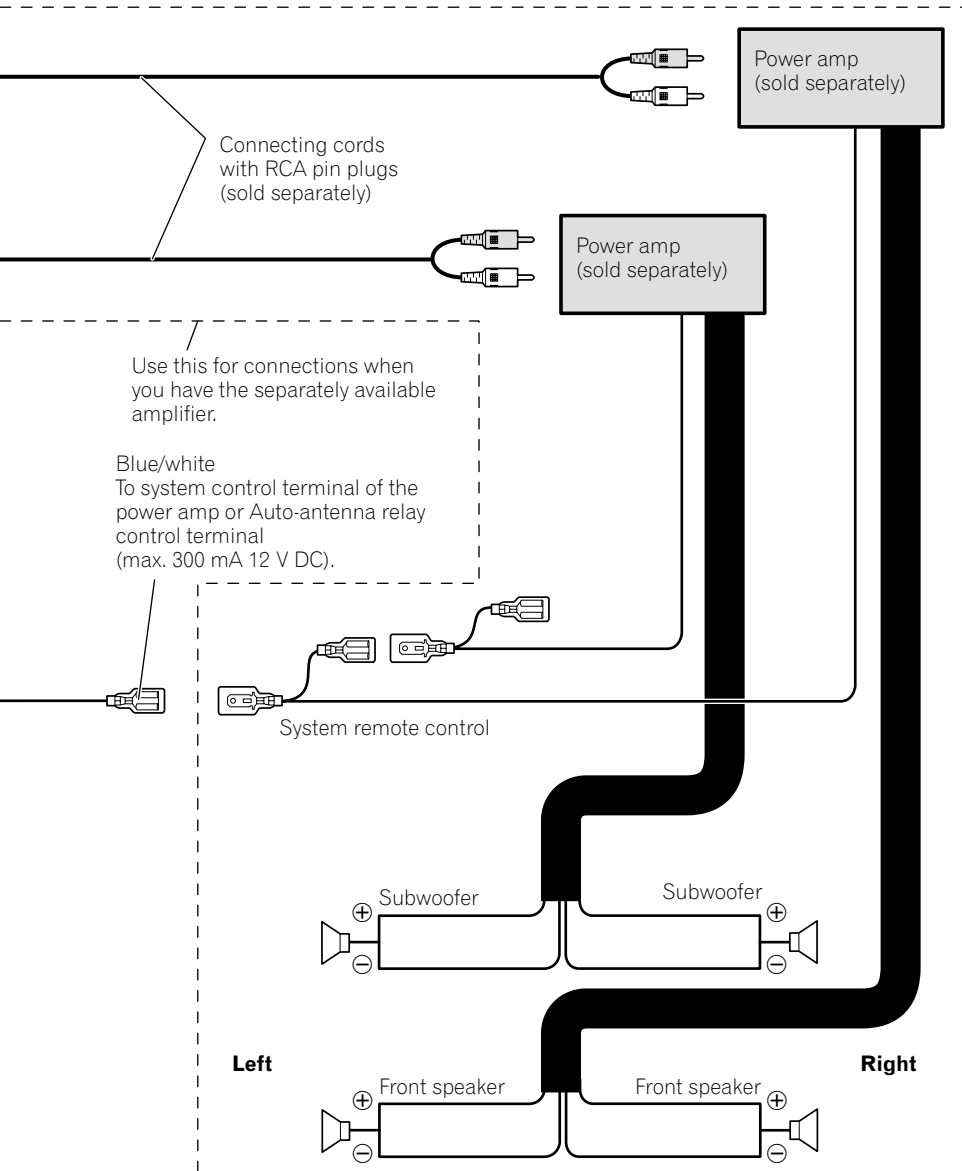 Power amp
(sold separately)
Connecting cords
with RCA pin plugs
(sold separately)
Power amp
(sold separately)
Use this for connections when
you have the separately available
amplifier.
Blue/white
To system control terminal of the
power amp or Auto-antenna relay
control terminal
(max. 300 mA 12 V DC).
System remote control
Subwoofer
Subwoofer
+
+
-
-
Left
Right
Front speaker
Front speaker
+
+
-
-